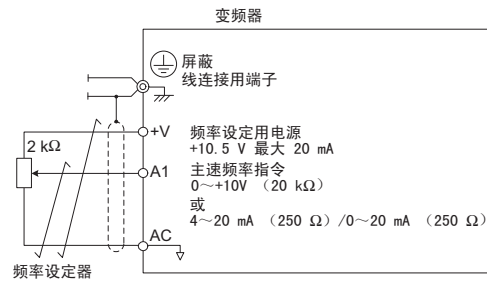 变频器
屏蔽
线连接用端子
+V
频率设定用电源
+10.5 V 最大 20 mA
2 kΩ
A1
主速频率指令
0～+10V （20 kΩ）
或
4～20 mA （250 Ω）/0～20 mA （250 Ω）
AC
频率设定器